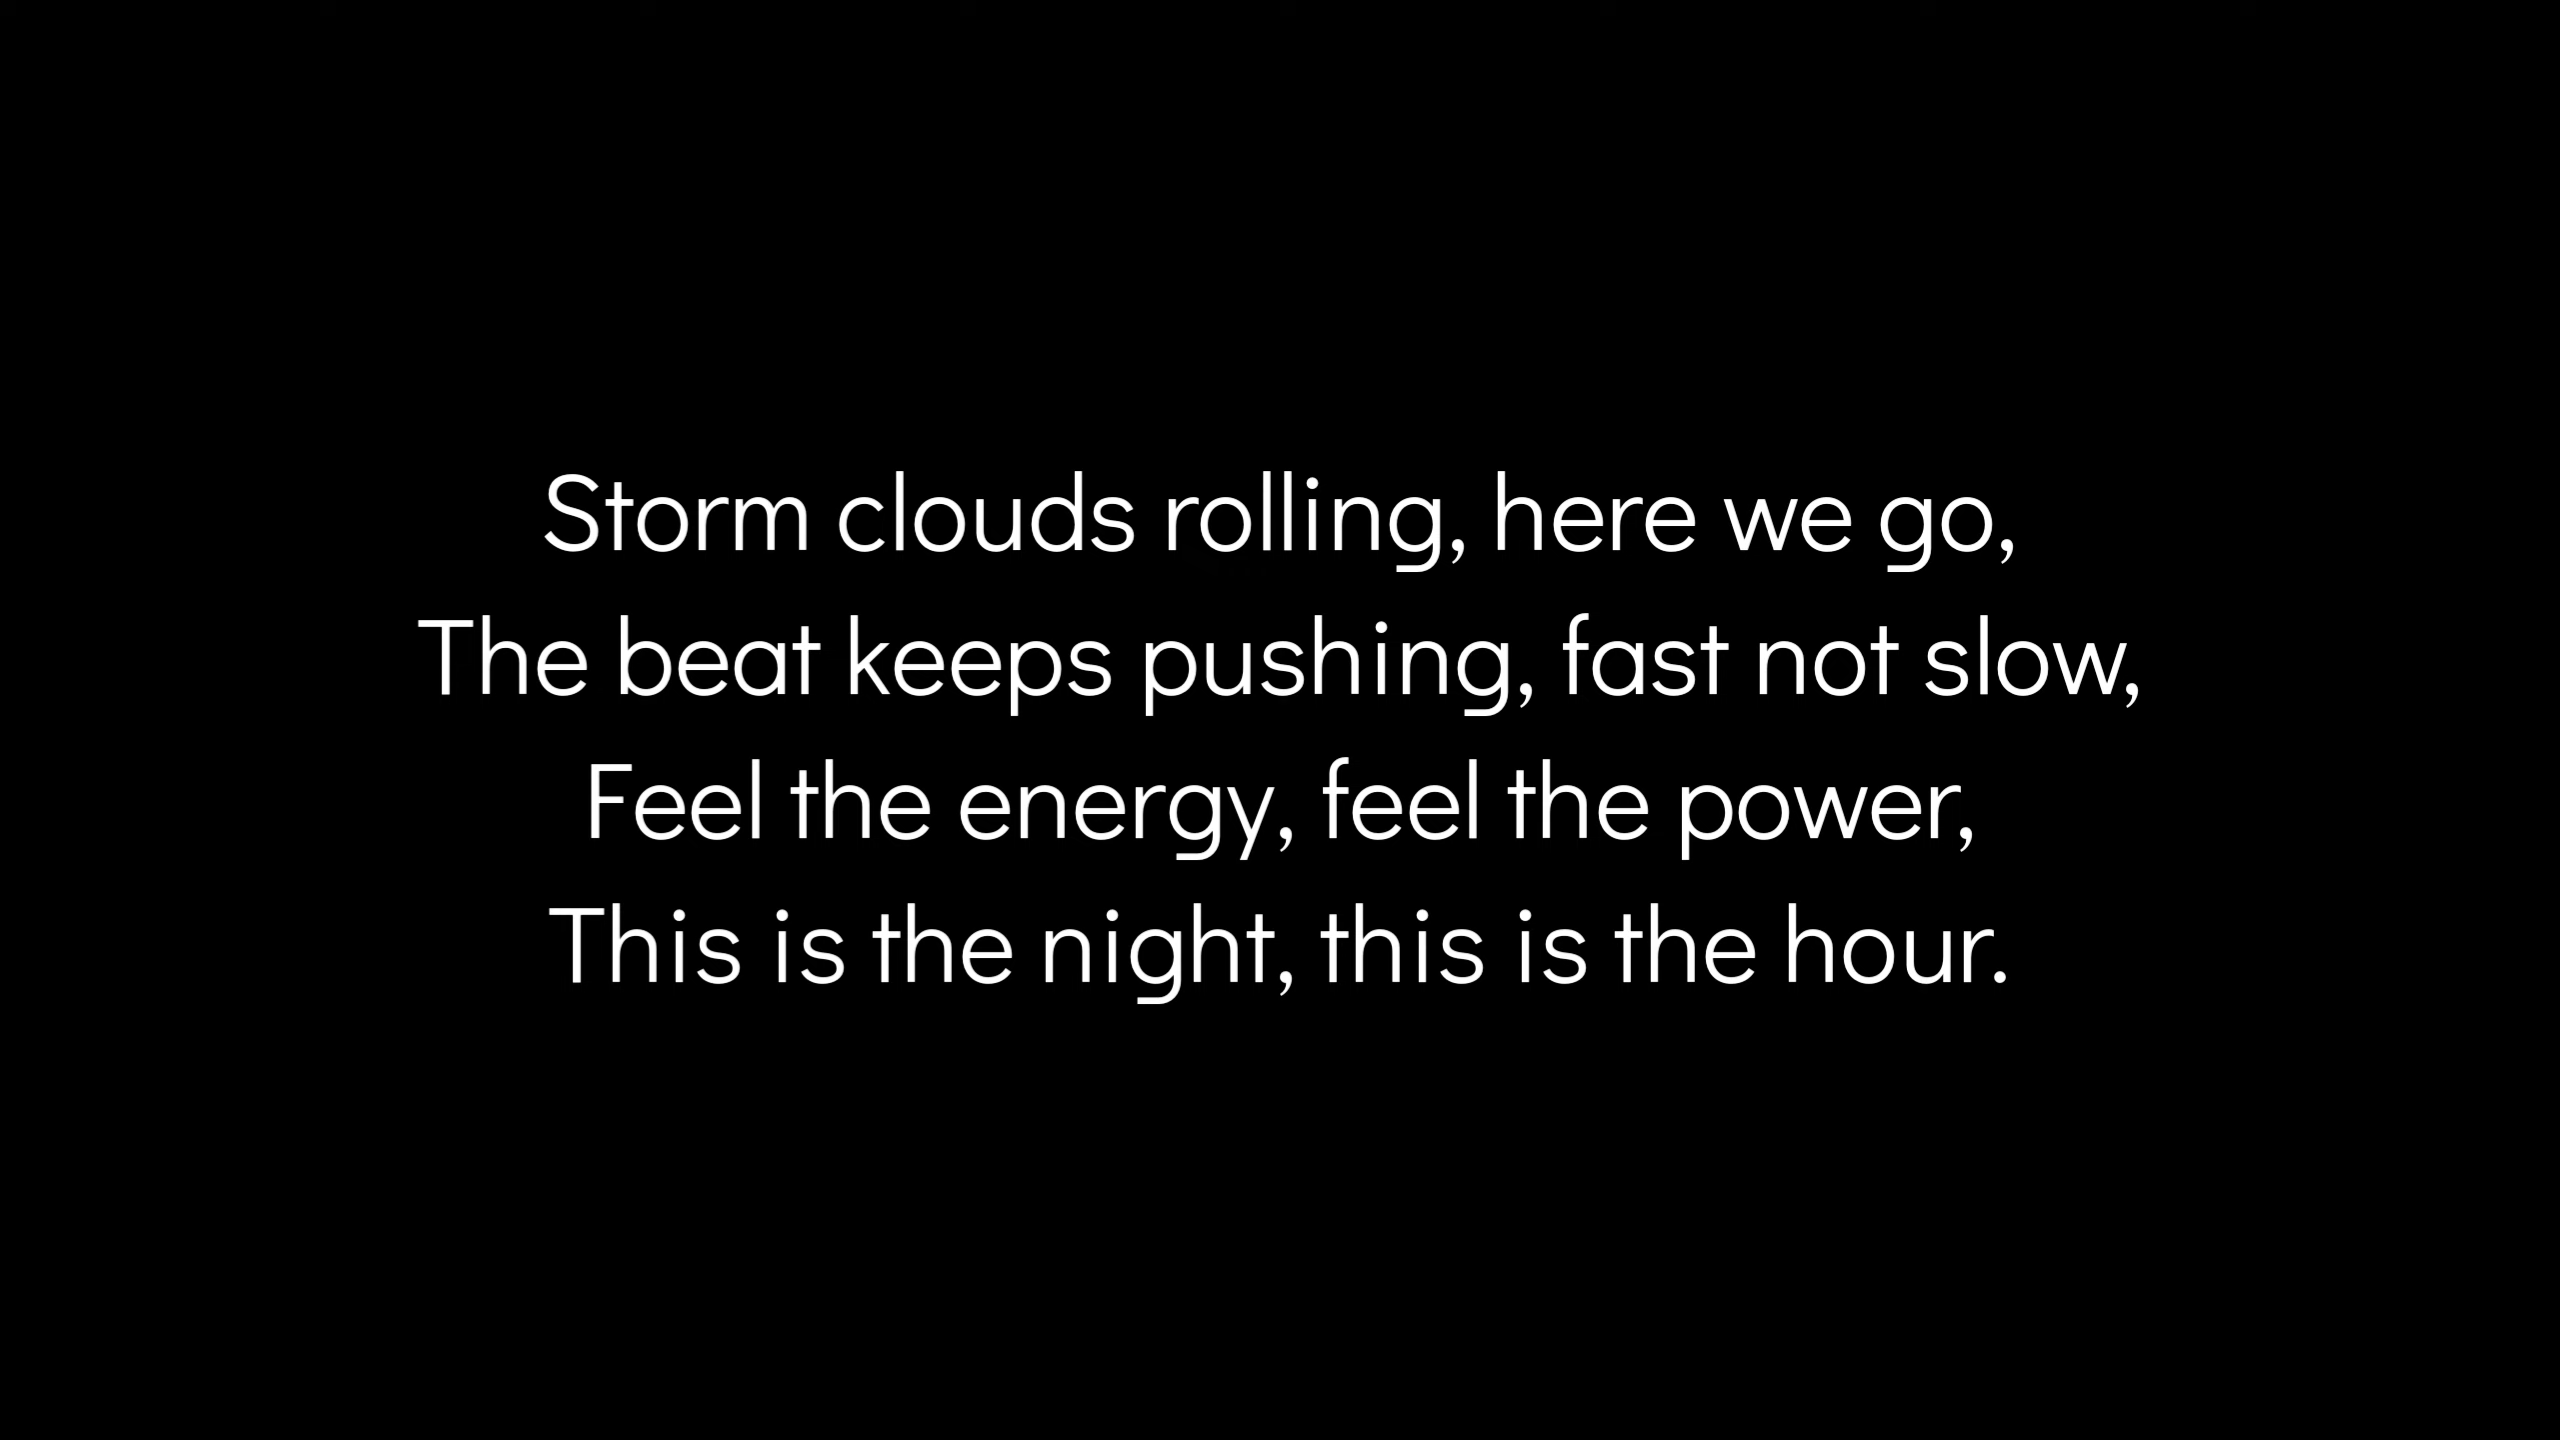 Storm clouds rolling, here we go,
The beat keeps pushing, fast not slow,
Feel the energy, feel the power,
This is the night, this is the hour.